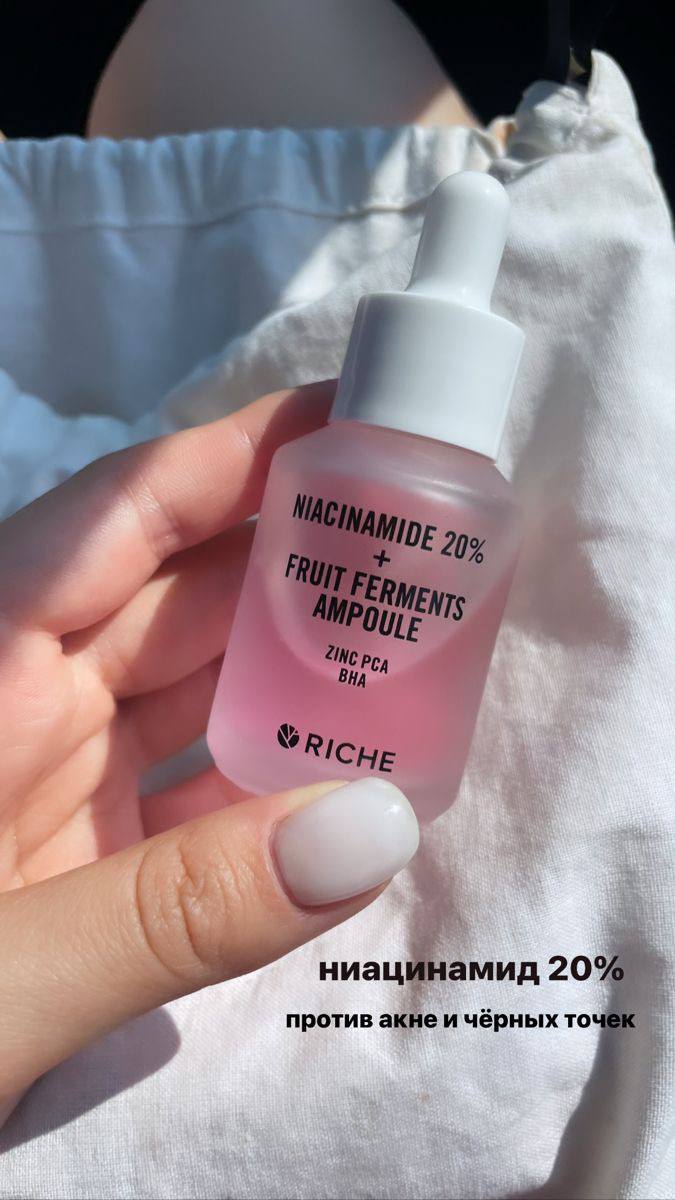 NIACINAMIDE 20%
+
FRUIT FERMENTS
AMPOULE
ZINC PCA
BHA
RICHE
ниацинамид 20%
против акне и чёрных точек